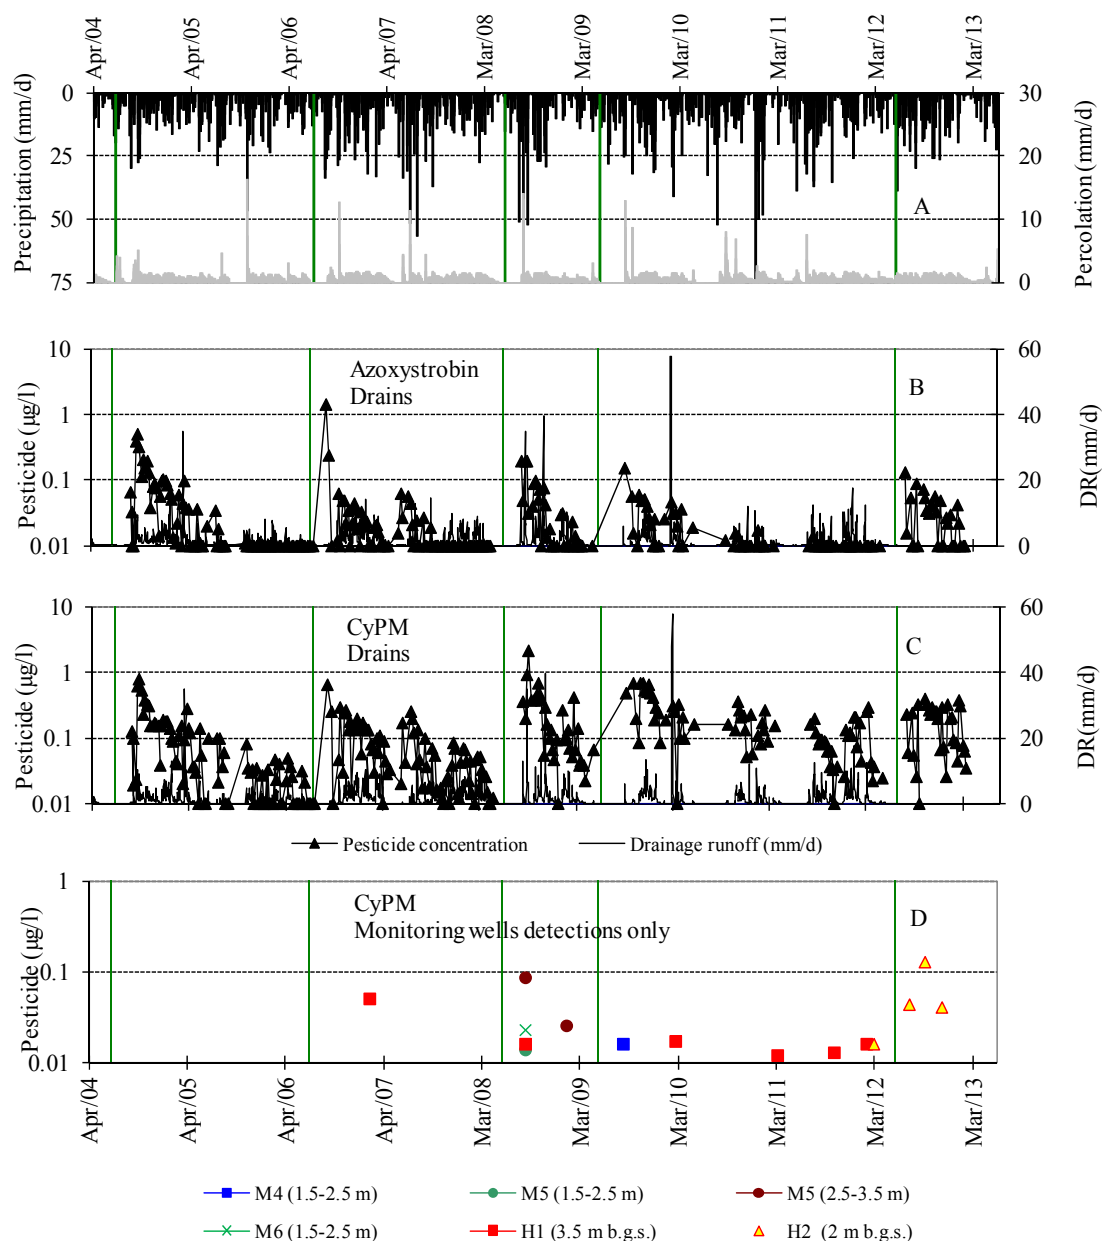 Apr/04 Apr/05 Apr/06 Apr/07 Mar/08 Mar/09 Mar/10 Mar/11 Mar/12 Mar/13
Precipitation (mm/d)
0
25
50
75
A
30
20
10
0
Percolation (mm/d)
Pesticide (µg/l)
10
1
0.1
0.01
Azoxystrobin
Drains
B
60
40
20
0
DR(mm/d)
Pesticide (µg/l)
10
1
0.1
0.01
CyPM
Drains
C
60
40
20
0
DR(mm/d)
Pesticide concentration Drainage runoff (mm/d)
Pesticide (µg/l)
1
0.1
0.01
CyPM
Monitoring wells detections only
D
Apr/04 Apr/05 Apr/06 Apr/07 Mar/08 Mar/09 Mar/10 Mar/11 Mar/12 Mar/13
M4 (1.5-2.5 m) M5 (1.5-2.5 m) M5 (2.5-3.5 m)
M6 (1.5-2.5 m) H1 (3.5 m b.g.s.) H2 (2 m b.g.s.)